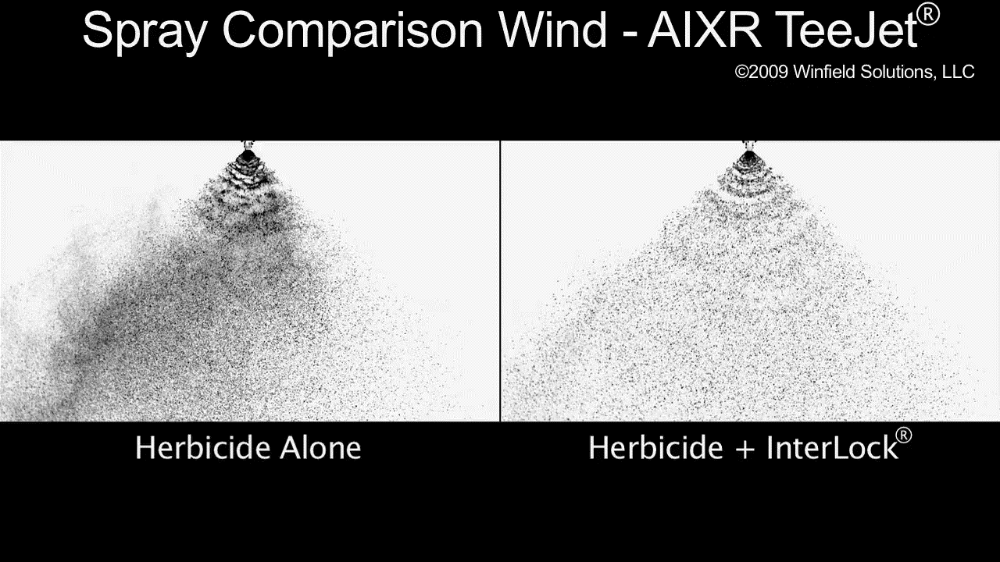 Spray Comparison Wind - AIXR TeeJet®
©2009 Winfield Solutions, LLC
Herbicide Alone
Herbicide + InterLock®